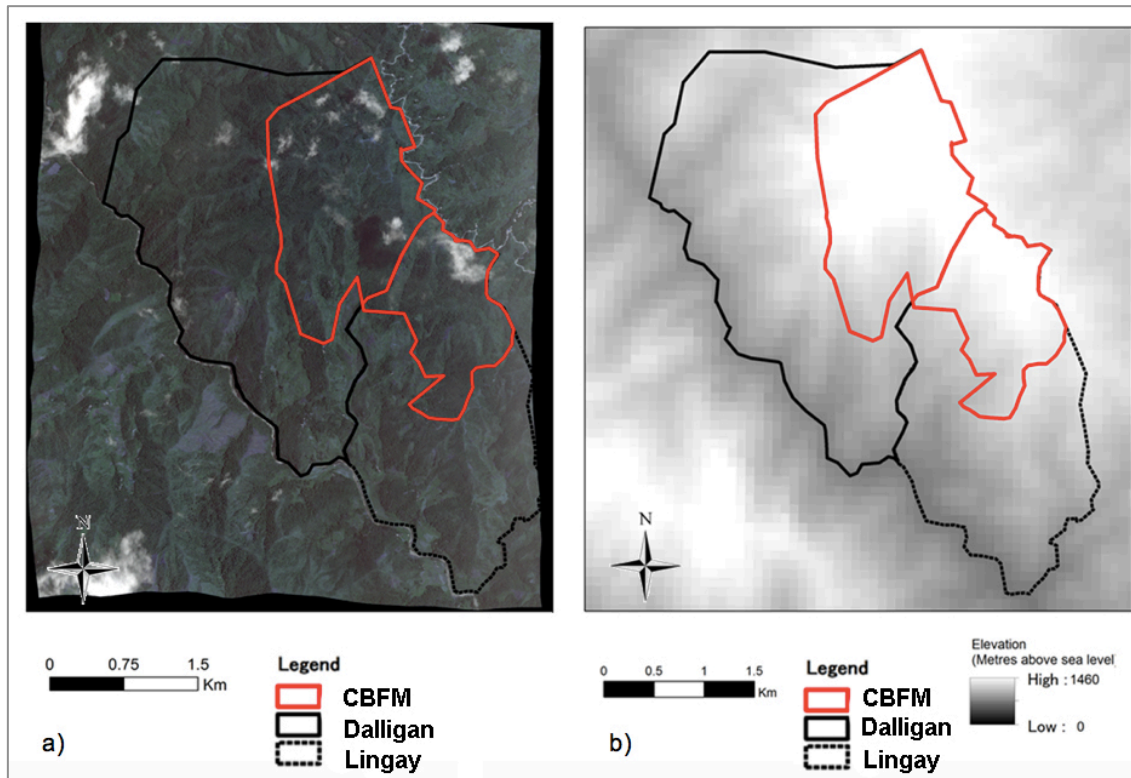 N
0 0.75 1.5
Km
Legend
CBFM
Dalligan
Lingay
a)
N
0 0.5 1 1.5
Km
Legend
CBFM
Dalligan
Lingay
Elevation
(Metres above sea level)
High : 1460
Low : 0
b)